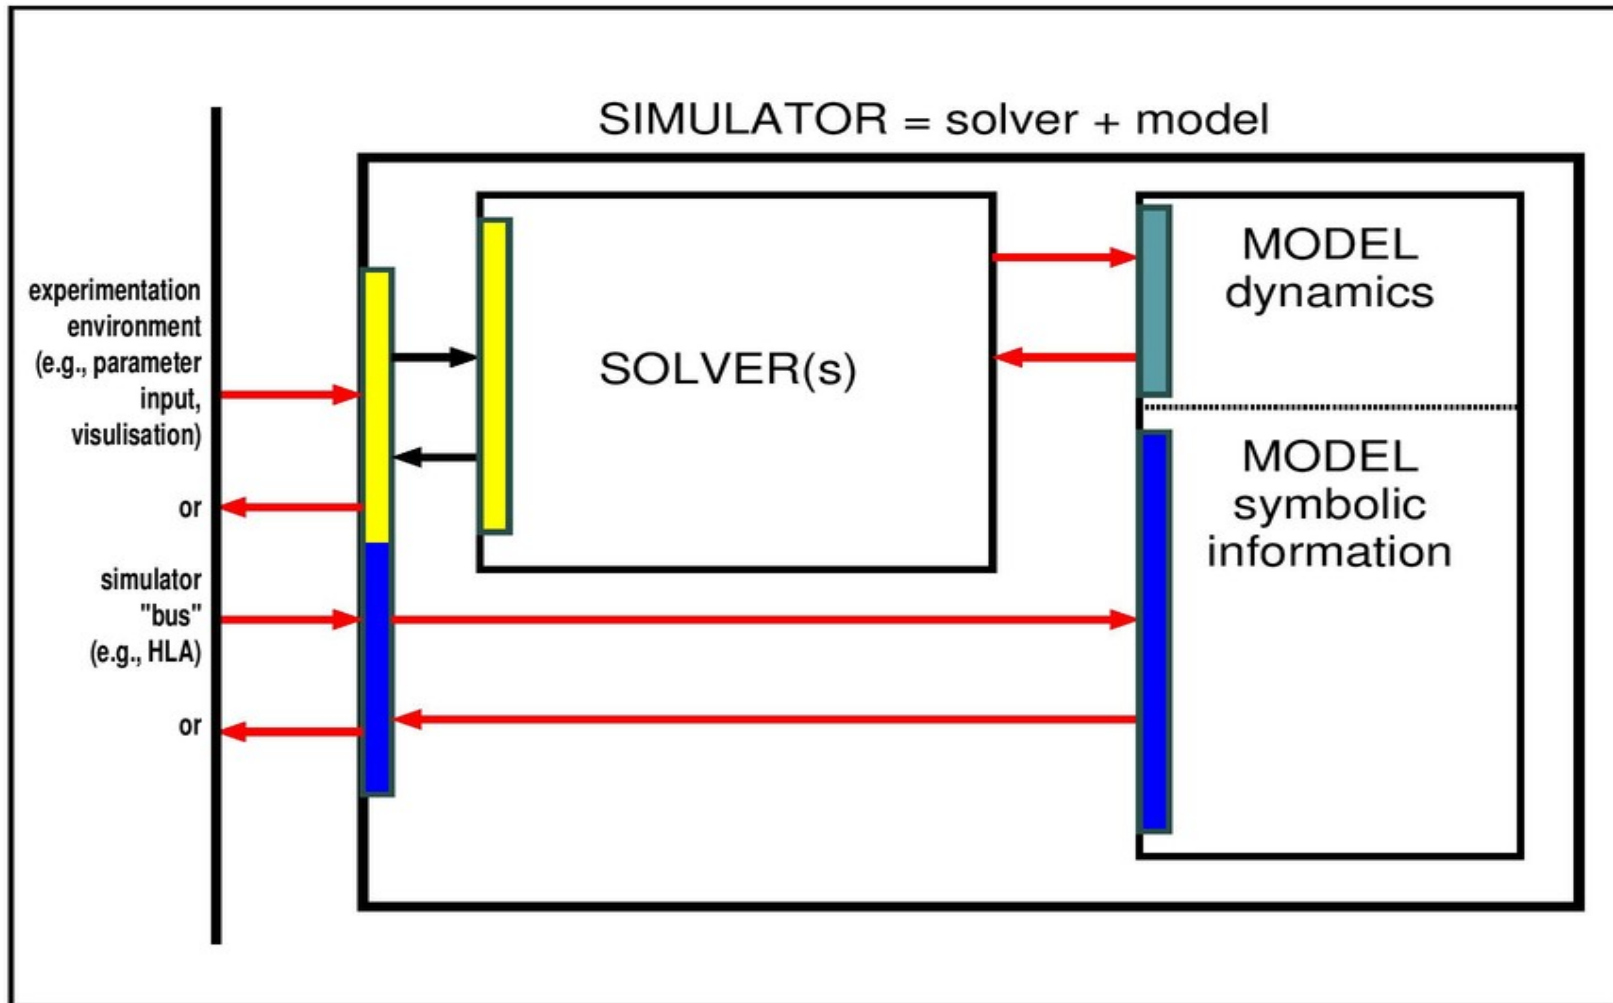 SIMULATOR = solver + model
experimentation
environment
(e.g., parameter
input,
visulisation)
or
simulator
"bus"
(e.g., HLA)
or
SOLVER(s)
MODEL
dynamics
MODEL
symbolic
information